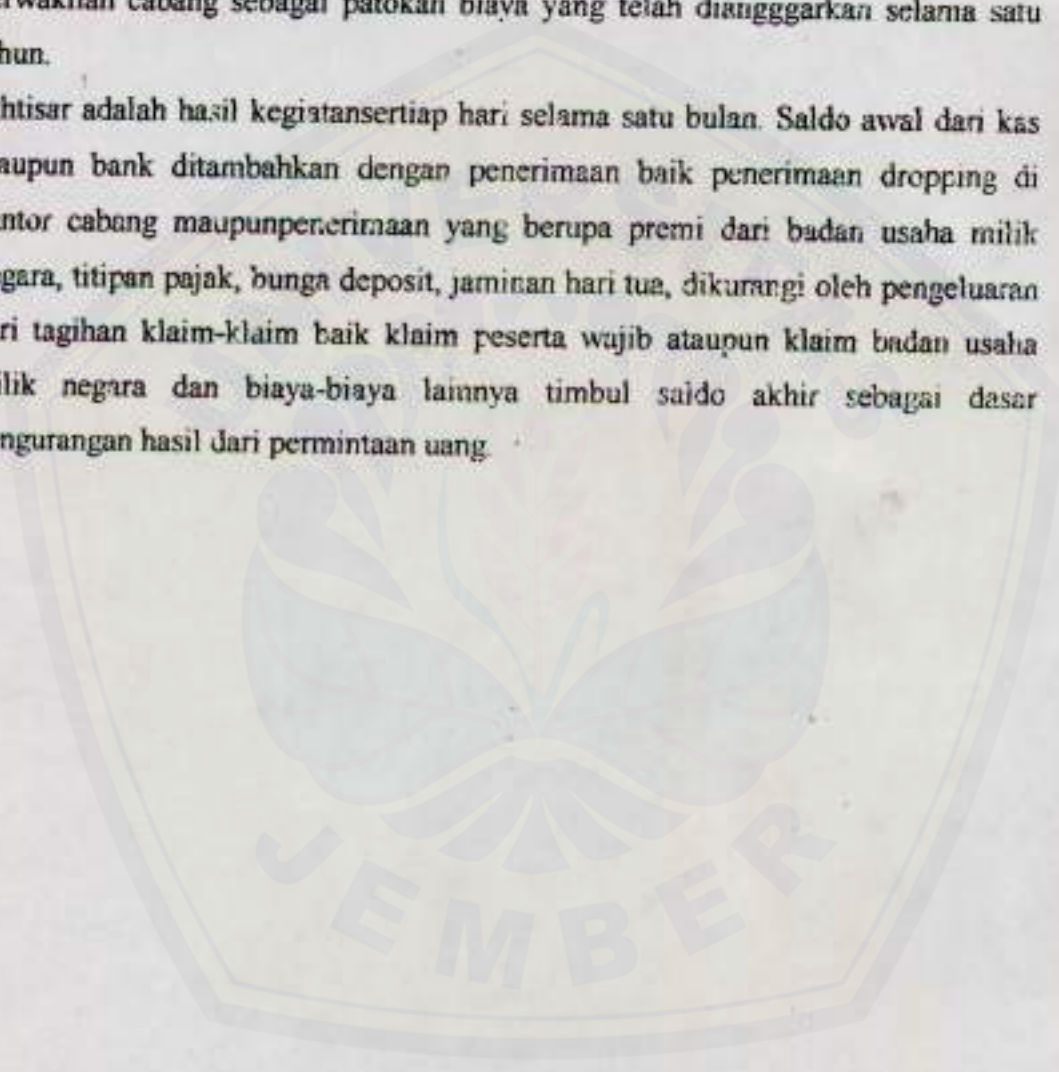 rwakilan cabang sebagai patokan biaya yang telah diangggarkan selama satu
hun.
htisar adalah hasil kegiatansertiap hari selama satu bulan. Saldo awal dari kas
aupun bank ditambahkan dengan penerimaan baik penerimaan dropping di
ntor cabang maupunpenerimaan yang berupa premi dari badan usaha milik
gara, titipan pajak, bunga deposit, jaminan hari tua, dikurangi oleh pengeluaran
ri tagihan klaim-klaim baik klaim peserta wajib ataupun klaim badan usaha
ilik negara dan biaya-biaya lainnya timbul saldo akhir sebagai dasar
ngurangan hasil dari permintaan uang.
JEMBER